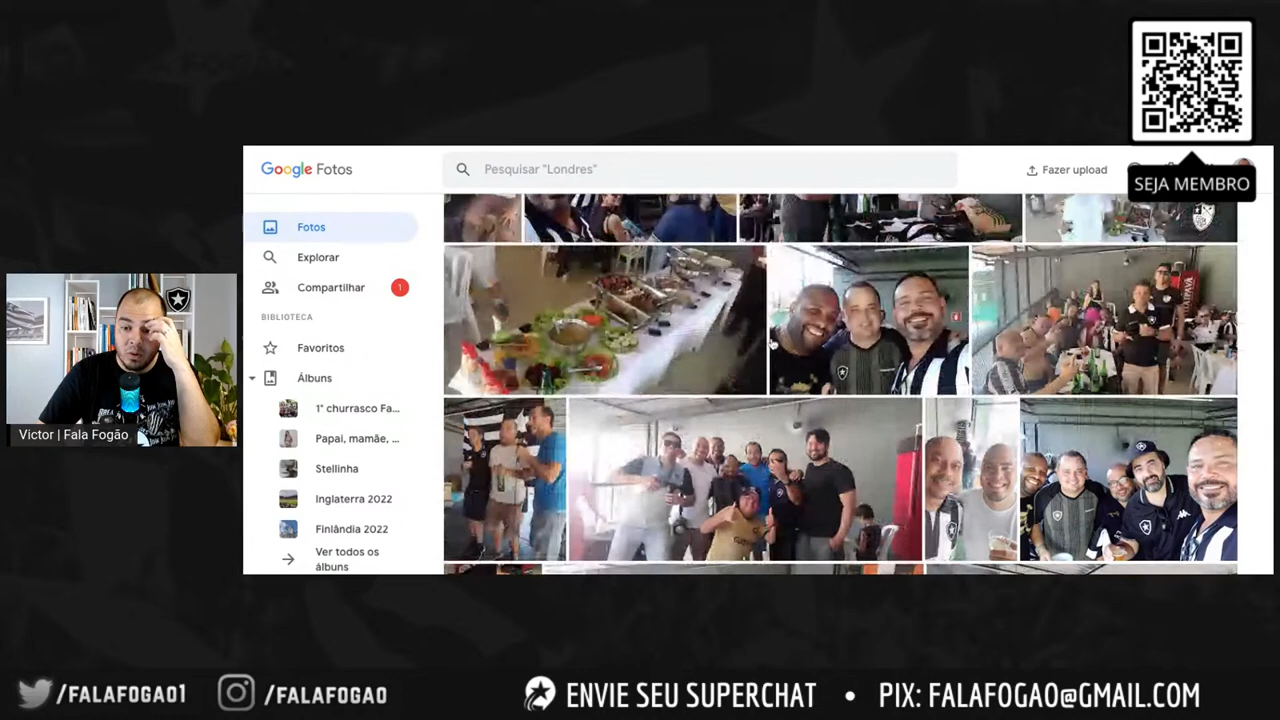 SEJA MEMBRO
Google Fotos
Pesquisar "Londres"
Fazer upload
Fotos
Explorar
Compartilhar
1
BIBLIOTECA
Favoritos
Álbuns
1° churrasco Fa...
Papai, mamãe, ...
Stellinha
Inglaterra 2022
Finlândia 2022
Ver todos os
álbuns
Victor | Fala Fogão
/FALAFOGAO1
/FALAFOGAO
ENVIE SEU SUPERCHAT • PIX: FALAFOGAO@GMAIL.COM